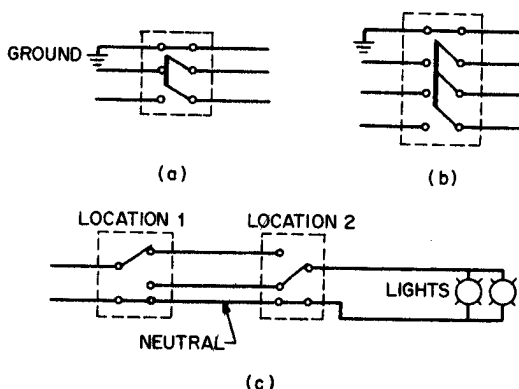 GROUND
(a)
(b)
LOCATION 1
LOCATION 2
LIGHTS
NEUTRAL
(c)